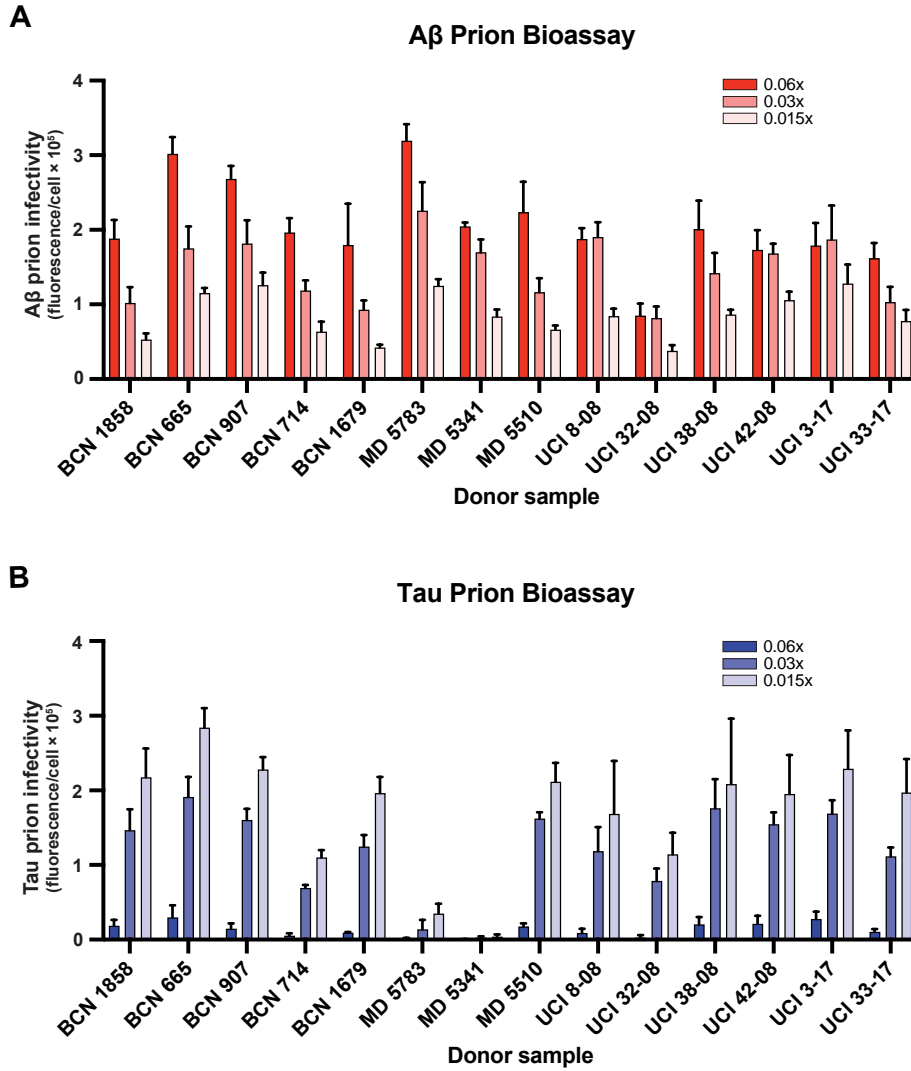 A
Aβ Prion Bioassay
4
3
2
1
0
Aβ prion infectivity
(fluorescence/cell × 10⁵)
0.06x
0.03x
0.015x
BCN 1858
BCN 665
BCN 907
BCN 714
BCN 1679
MD 5783
MD 5341
MD 5510
UCI 8-08
UCI 32-08
UCI 38-08
UCI 42-08
UCI 3-17
UCI 33-17
Donor sample
B
Tau Prion Bioassay
4
3
2
1
0
Tau prion infectivity
(fluorescence/cell × 10⁵)
0.06x
0.03x
0.015x
BCN 1858
BCN 665
BCN 907
BCN 714
BCN 1679
MD 5783
MD 5341
MD 5510
UCI 8-08
UCI 32-08
UCI 38-08
UCI 42-08
UCI 3-17
UCI 33-17
Donor sample